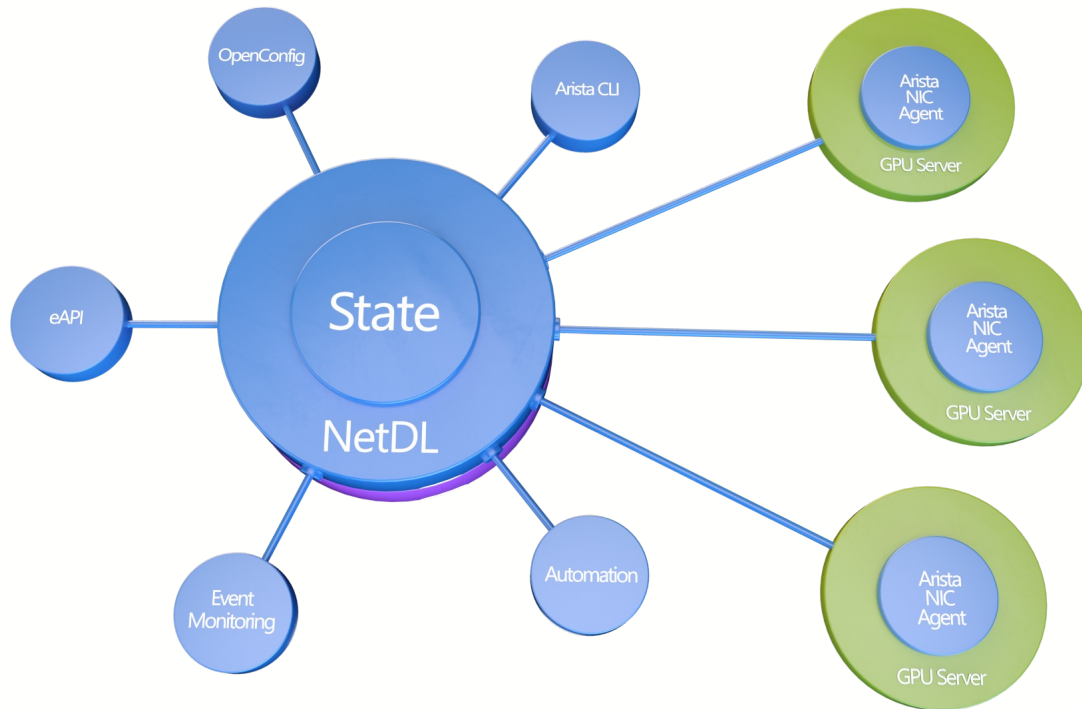 OpenConfig
Arista CLI
Arista
NIC
Agent
GPU Server
eAPI
State
NetDL
Arista
NIC
Agent
GPU Server
Event
Monitoring
Automation
Arista
NIC
Agent
GPU Server